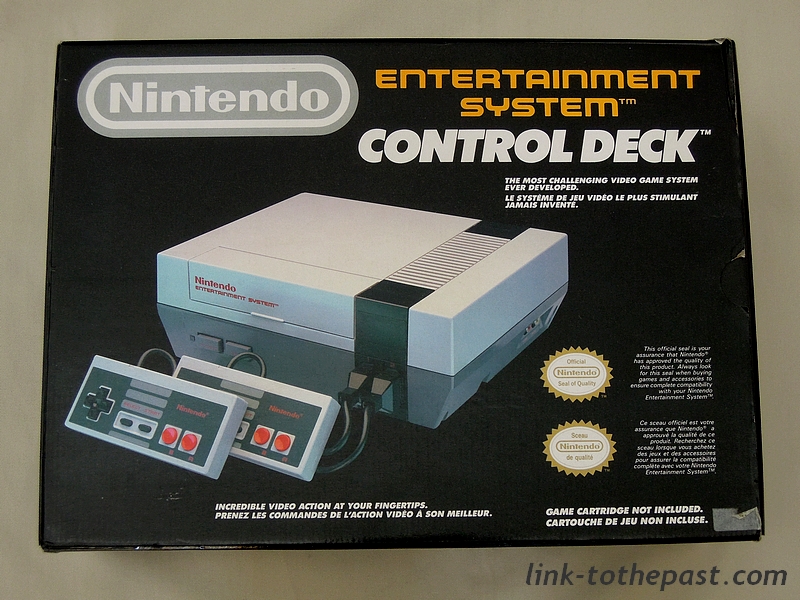 Nintendo
ENTERTAINMENT
SYSTEM™
CONTROL DECK™
THE MOST CHALLENGING VIDEO GAME SYSTEM
EVER DEVELOPED.
LE SYSTÈME DE JEU VIDÉO LE PLUS STIMULANT
JAMAIS INVENTÉ.
Nintendo
ENTERTAINMENT SYSTEM™
Nintendo®
Nintendo®
Official
Nintendo
Seal of Quality
™
This official seal is your
assurance that Nintendo®
has approved the quality of
this product. Always look
for this seal when buying
games and accessories to
ensure complete compatibility
with your Nintendo
Entertainment System™.
Sceau
Nintendo
de qualité
™
Ce sceau officiel est votre
assurance que Nintendo® a
approuvé la qualité de ce
produit. Recherchez ce
sceau lorsque vous achetez
des jeux et des accessoires
pour assurer la compatibilité
complète avec votre Nintendo
Entertainment System™.
INCREDIBLE VIDEO ACTION AT YOUR FINGERTIPS.
PRENEZ LES COMMANDES DE L'ACTION VIDÉO À SON MEILLEUR.
GAME CARTRIDGE NOT INCLUDED.
CARTOUCHE DE JEU NON INCLUSE.
link-tothepast.com